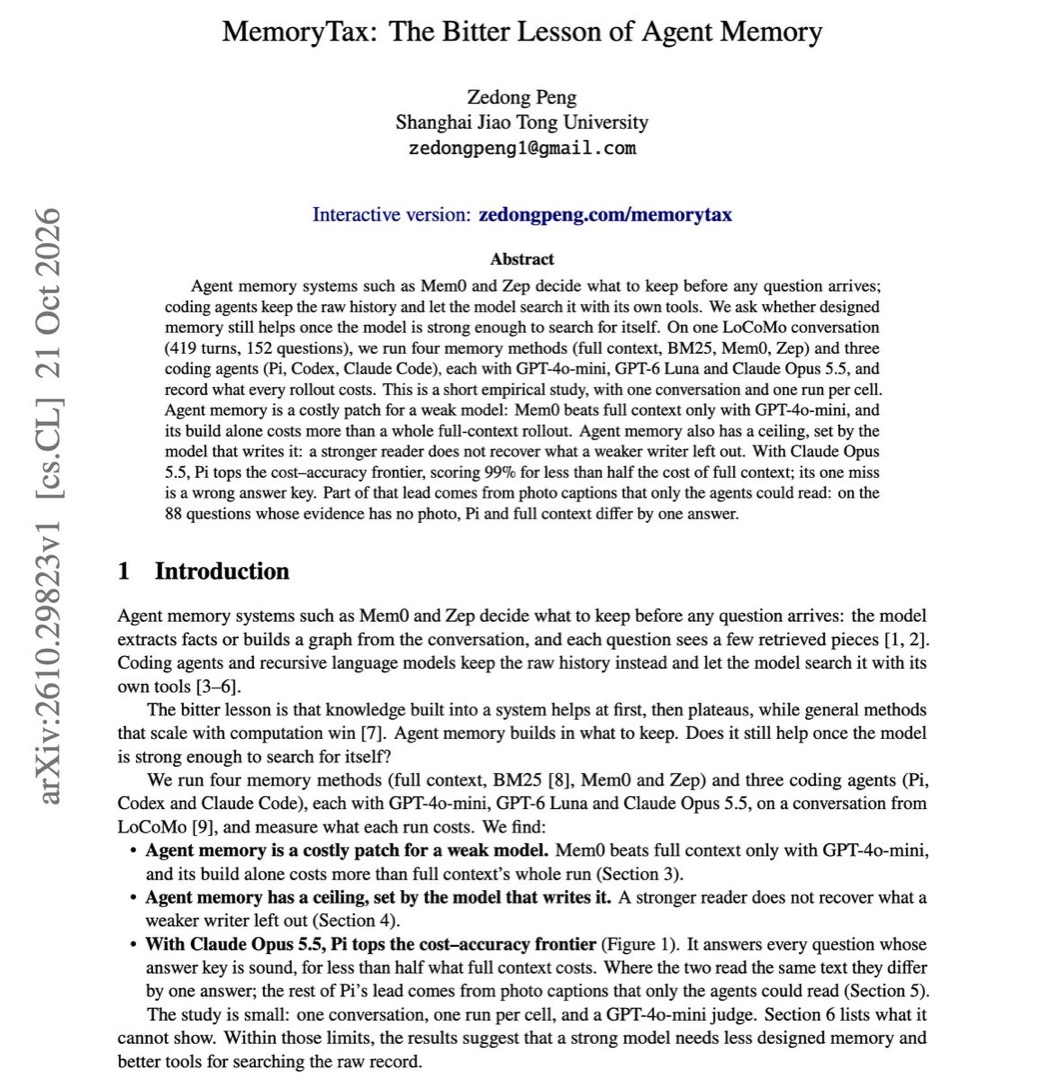 MemoryTax: The Bitter Lesson of Agent Memory
Zedong Peng
Shanghai Jiao Tong University
zedongpeng1@gmail.com
Interactive version: zedongpeng.com/memorytax
arXiv:2610.29823v1 [cs.CL] 21 Oct 2026
Abstract
Agent memory systems such as Mem0 and Zep decide what to keep before any question arrives;
coding agents keep the raw history and let the model search it with its own tools. We ask whether designed
memory still helps once the model is strong enough to search for itself. On one LoCoMo conversation
(419 turns, 152 questions), we run four memory methods (full context, BM25, Mem0, Zep) and three
coding agents (Pi, Codex, Claude Code), each with GPT-4o-mini, GPT-6 Luna and Claude Opus 5.5, and
record what every rollout costs. This is a short empirical study, with one conversation and one run per cell.
Agent memory is a costly patch for a weak model: Mem0 beats full context only with GPT-4o-mini, and
its build alone costs more than a whole full-context rollout. Agent memory also has a ceiling, set by the
model that writes it: a stronger reader does not recover what a weaker writer left out. With Claude Opus
5.5, Pi tops the cost–accuracy frontier, scoring 99% for less than half the cost of full context; its one miss
is a wrong answer key. Part of that lead comes from photo captions that only the agents could read: on the
88 questions whose evidence has no photo, Pi and full context differ by one answer.
1 Introduction
Agent memory systems such as Mem0 and Zep decide what to keep before any question arrives: the model
extracts facts or builds a graph from the conversation, and each question sees a few retrieved pieces [1, 2].
Coding agents and recursive language models keep the raw history instead and let the model search it with its
own tools [3–6].
The bitter lesson is that knowledge built into a system helps at first, then plateaus, while general methods
that scale with computation win [7]. Agent memory builds in what to keep. Does it still help once the model
is strong enough to search for itself?
We run four memory methods (full context, BM25 [8], Mem0 and Zep) and three coding agents (Pi,
Codex and Claude Code), each with GPT-4o-mini, GPT-6 Luna and Claude Opus 5.5, on a conversation from
LoCoMo [9], and measure what each run costs. We find:
• Agent memory is a costly patch for a weak model. Mem0 beats full context only with GPT-4o-mini,
and its build alone costs more than full context's whole run (Section 3).
• Agent memory has a ceiling, set by the model that writes it. A stronger reader does not recover what a
weaker writer left out (Section 4).
• With Claude Opus 5.5, Pi tops the cost–accuracy frontier (Figure 1). It answers every question whose
answer key is sound, for less than half what full context costs. Where the two read the same text they differ
by one answer; the rest of Pi's lead comes from photo captions that only the agents could read (Section 5).
The study is small: one conversation, one run per cell, and a GPT-4o-mini judge. Section 6 lists what it
cannot show. Within those limits, the results suggest that a strong model needs less designed memory and
better tools for searching the raw record.